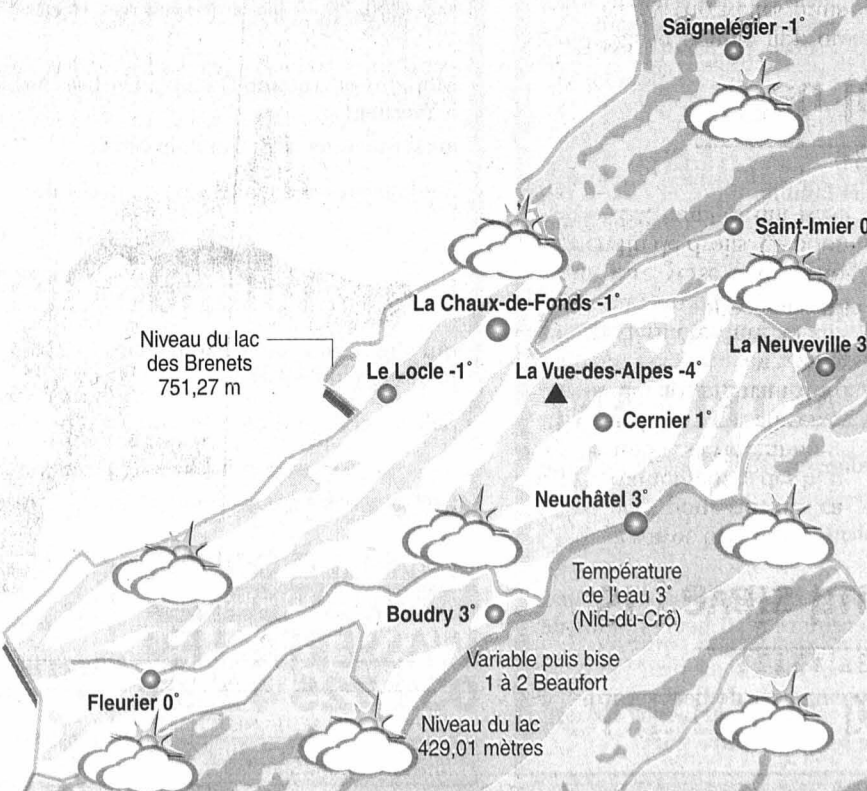 Saignelégier -1°
Saint-Imier 0
La Chaux-de-Fonds -1°
Niveau du lac
des Brenets
751,27 m
La Neuveville 3
Le Locle -1°
La Vue-des-Alpes -4°
Cernier 1°
Neuchâtel 3°
Température
de l'eau 3°
(Nid-du-Crô)
Boudry 3°
Variable puis bise
1 à 2 Beaufort
Fleurier 0°
Niveau du lac
429,01 mètres